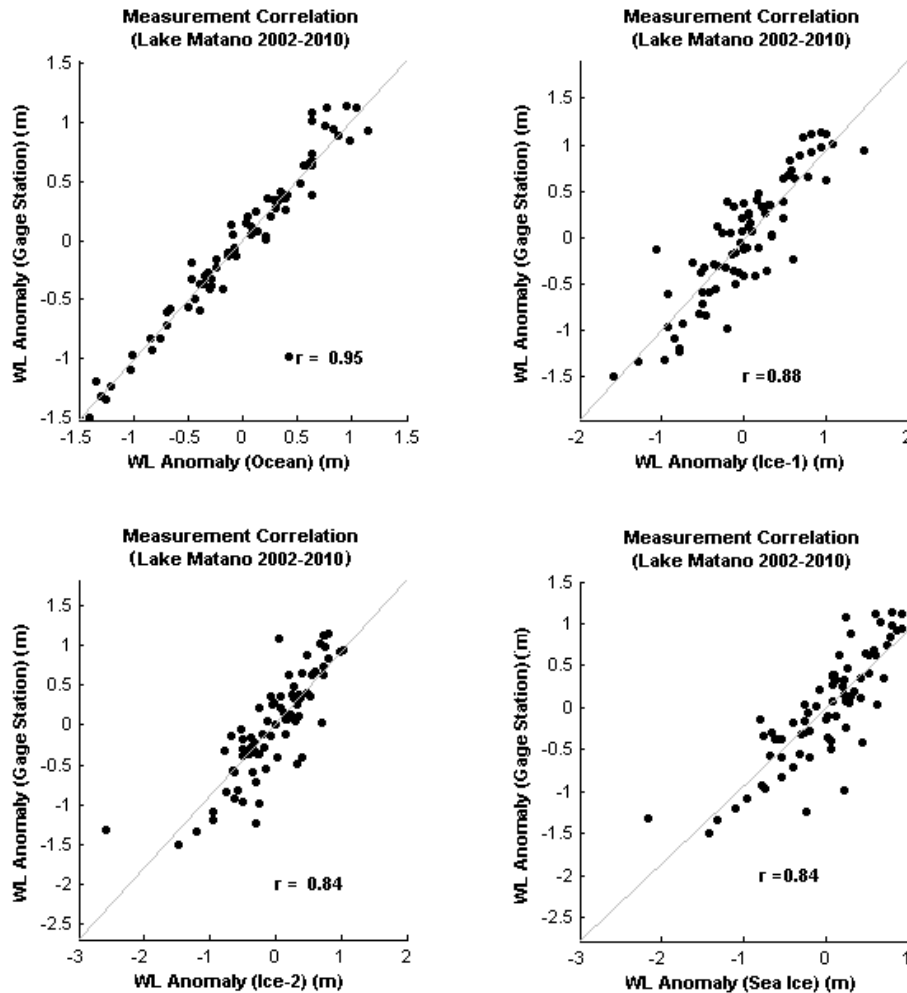 Measurement Correlation
(Lake Matano 2002-2010)
WL Anomaly (Gage Station) (m)
1.5
1
0.5
0
-0.5
-1
-1.5
r = 0.95
-1.5 -1 -0.5 0 0.5 1 1.5
WL Anomaly (Ocean) (m)
Measurement Correlation
(Lake Matano 2002-2010)
WL Anomaly (Gage Station) (m)
1.5
1
0.5
0
-0.5
-1
-1.5
r =0.88
-2 -1 0 1 2
WL Anomaly (Ice-1) (m)
Measurement Correlation
(Lake Matano 2002-2010)
WL Anomaly (Gage Station) (m)
1.5
1
0.5
0
-0.5
-1
-1.5
-2
-2.5
r = 0.84
-3 -2 -1 0 1 2
WL Anomaly (Ice-2) (m)
Measurement Correlation
(Lake Matano 2002-2010)
WL Anomaly (Gage Station) (m)
1.5
1
0.5
0
-0.5
-1
-1.5
-2
-2.5
r =0.84
-3 -2 -1 0 1
WL Anomaly (Sea Ice) (m)